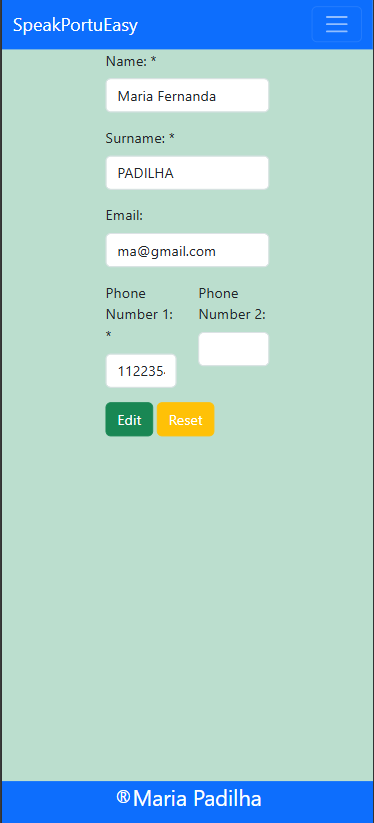 SpeakPortuEasy
Name: *
Maria Fernanda
Surname: *
PADILHA
Email:
ma@gmail.com
Phone Number 1: *
Phone Number 2:
112235
Edit Reset
®Maria Padilha